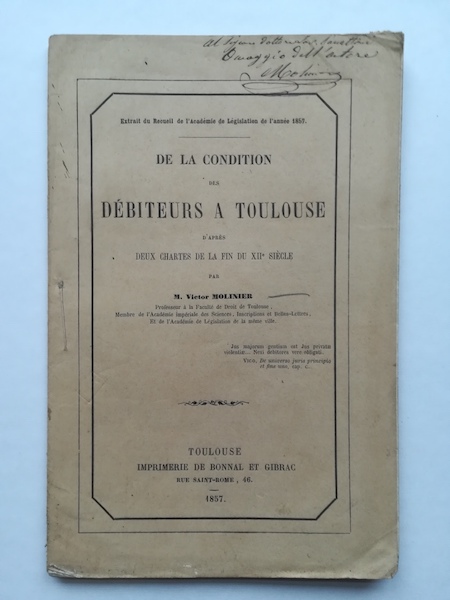 al Signor
Omaggio dell'autore
Molinier
Extrait du Recueil de l'Académie de Législation de l'année 1857.
DE LA CONDITION
DES
DÉBITEURS A TOULOUSE
D'APRÈS
DEUX CHARTES DE LA FIN DU XIIe SIÈCLE
PAR
M. Victor MOLINIER
Professeur à la Faculté de Droit de Toulouse,
Membre de l'Académie Impériale des Sciences, Inscriptions et Belles-Lettres,
Et de l'Académie de Législation de la même ville.
Jus majorum gentium est Jus privatæ
violentiæ... Nexi debitores vere obligati.
Vico, De universo juris principio
et fine uno, cap. c...
TOULOUSE
IMPRIMERIE DE BONNAL ET GIBRAC
RUE SAINT-ROME, 46.
1857.